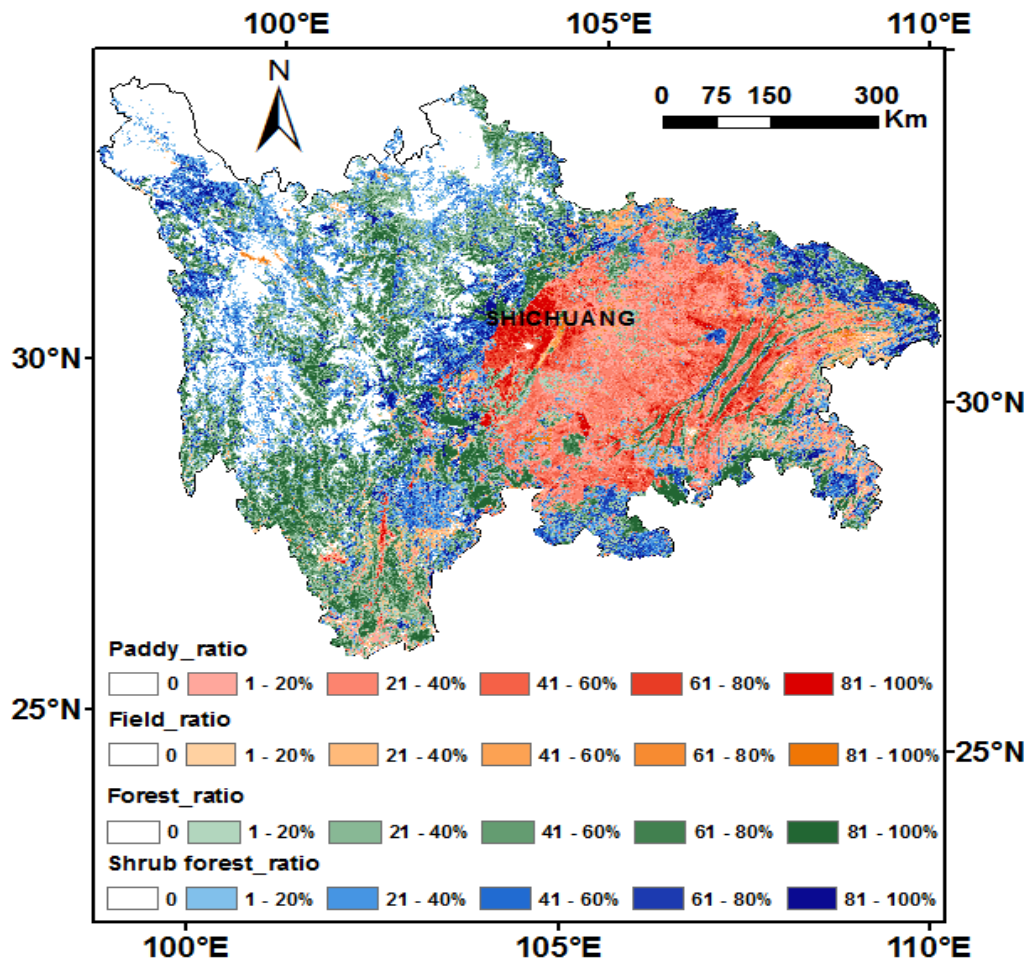 100°E 105°E 110°E
N
0 75 150 300
Km
SHICHUANG
30°N
30°N
25°N
25°N
Paddy_ratio
0 1 - 20% 21 - 40% 41 - 60% 61 - 80% 81 - 100%
Field_ratio
0 1 - 20% 21 - 40% 41 - 60% 61 - 80% 81 - 100%
Forest_ratio
0 1 - 20% 21 - 40% 41 - 60% 61 - 80% 81 - 100%
Shrub forest_ratio
0 1 - 20% 21 - 40% 41 - 60% 61 - 80% 81 - 100%
100°E 105°E 110°E